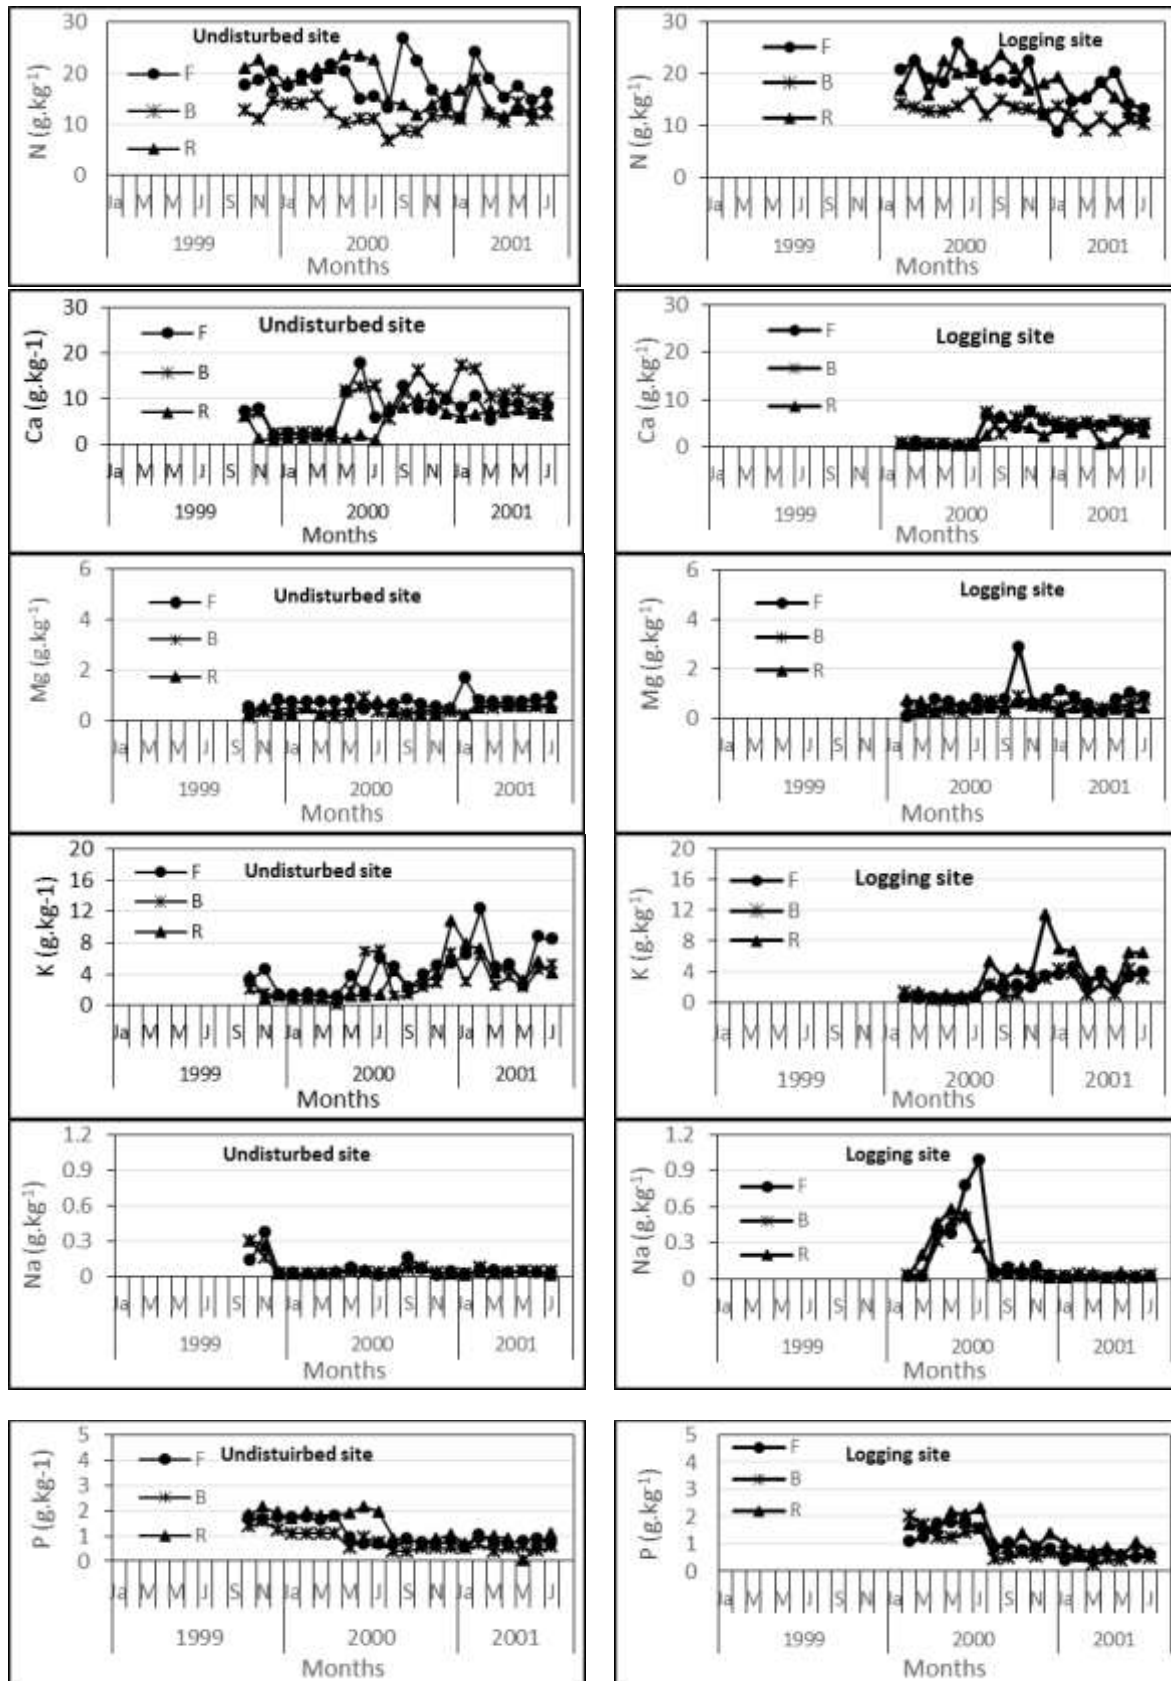 Undisturbed site
N (g.kg-1)
30
20
10
0
F
B
R
Ja M M J S N Ja M M J S N Ja M M J
1999 2000 2001
Months
Logging site
N (g.kg-1)
30
20
10
0
F
B
R
Ja M M J S N Ja M M J S N Ja M M J
1999 2000 2001
Months
Undisturbed site
Ca (g.kg-1)
30
20
10
0
F
B
R
Ja M M J S N Ja M M J S N Ja M M J
1999 2000 2001
Months
Logging site
Ca (g.kg-1)
30
20
10
0
F
B
R
Ja M M J S N Ja M M J S N Ja M M J
1999 2000 2001
Months
Undisturbed site
Mg (g.kg-1)
6
4
2
0
F
B
R
Ja M M J S N Ja M M J S N Ja M M J
1999 2000 2001
Months
Logging site
Mg (g.kg-1)
6
4
2
0
F
B
R
Ja M M J S N Ja M M J S N Ja M M J
1999 2000 2001
Months
Undisturbed site
K (g.kg-1)
20
16
12
8
4
0
F
B
R
Ja M M J S N Ja M M J S N Ja M M J
1999 2000 2001
Months
Logging site
K (g.kg-1)
20
16
12
8
4
0
F
B
R
Ja M M J S N Ja M M J S N Ja M M J
1999 2000 2001
Months
Undisturbed site
Na (g.kg-1)
1.2
0.9
0.6
0.3
0
F
B
R
Ja M M J S N Ja M M J S N Ja M M J
1999 2000 2001
Months
Logging site
Na (g.kg-1)
1.2
0.9
0.6
0.3
0
F
B
R
Ja M M J S N Ja M M J S N Ja M M J
1999 2000 2001
Months
Undistuirbed site
P (g.kg-1)
5
4
3
2
1
0
F
B
R
Ja M M J S N Ja M M J S N Ja M M J
1999 2000 2001
Months
Logging site
P (g.kg-1)
5
4
3
2
1
0
F
B
R
Ja M M J S N Ja M M J S N Ja M M J
1999 2000 2001
Months